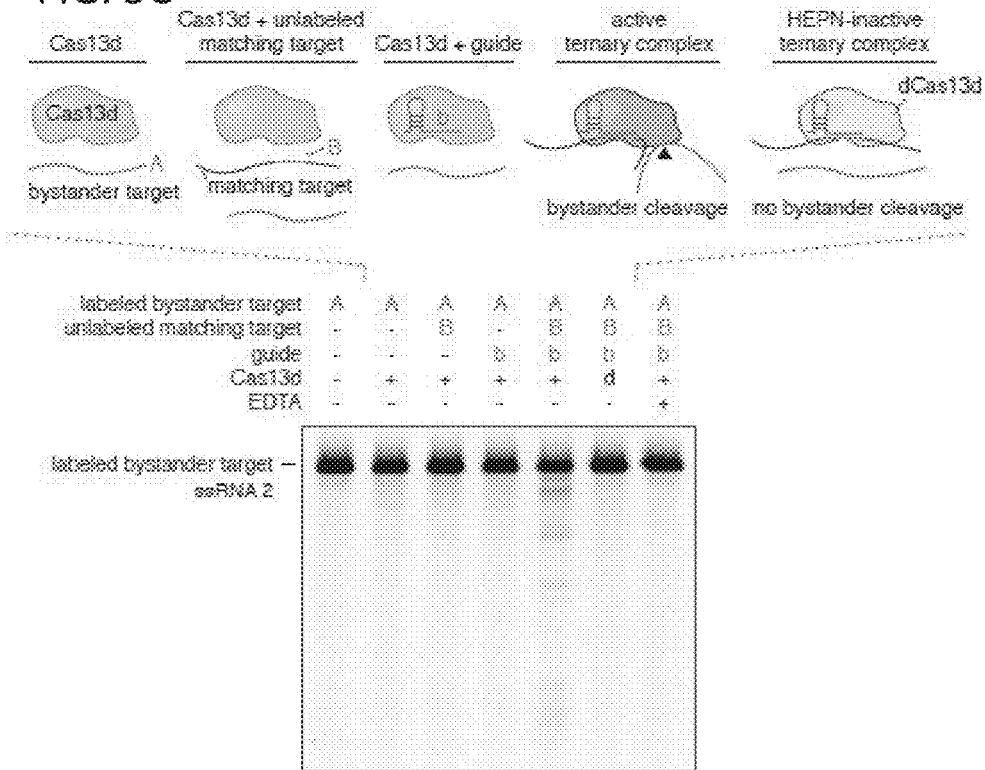 Cas13d
Cas13d + unlabeled
matching target
Cas13d + guide
active
ternary complex
HEPN-inactive
ternary complex
Cas13d
A
bystander target
B
matching target
bystander cleavage
dCas13d
no bystander cleavage
labeled bystander target A A A A A A A
unlabeled matching target - - B - B B B
guide - - - b b b b
Cas13d - + + + + d +
EDTA - - - - - - +
labeled bystander target –
ssRNA 2